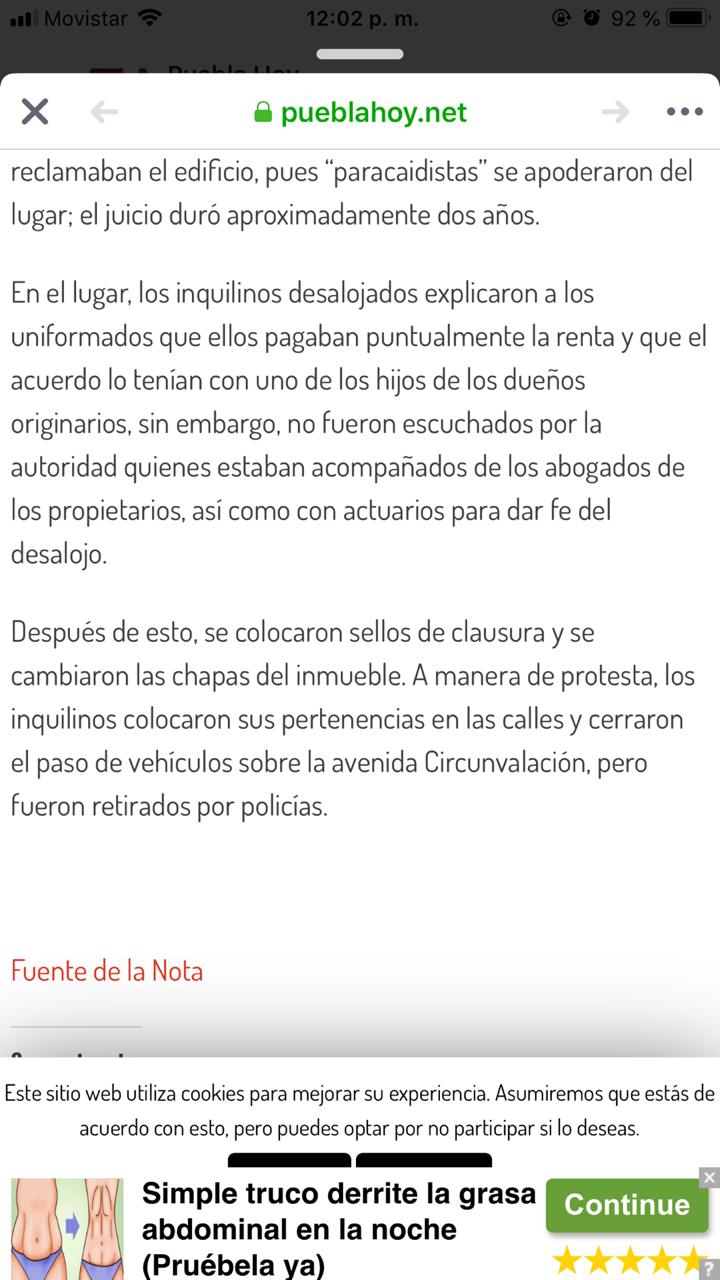 Movistar 12:02 p. m. 92 %
Puebla Hoy
pueblahoy.net
reclamaban el edificio, pues “paracaidistas” se apoderaron del
lugar; el juicio duró aproximadamente dos años.
En el lugar, los inquilinos desalojados explicaron a los
uniformados que ellos pagaban puntualmente la renta y que el
acuerdo lo tenían con uno de los hijos de los dueños
originarios, sin embargo, no fueron escuchados por la
autoridad quienes estaban acompañados de los abogados de
los propietarios, así como con actuarios para dar fe del
desalojo.
Después de esto, se colocaron sellos de clausura y se
cambiaron las chapas del inmueble. A manera de protesta, los
inquilinos colocaron sus pertenencias en las calles y cerraron
el paso de vehículos sobre la avenida Circunvalación, pero
fueron retirados por policías.
Fuente de la Nota
Este sitio web utiliza cookies para mejorar su experiencia. Asumiremos que estás de
acuerdo con esto, pero puedes optar por no participar si lo deseas.
Simple truco derrite la grasa
abdominal en la noche
(Pruébela ya)
Continue